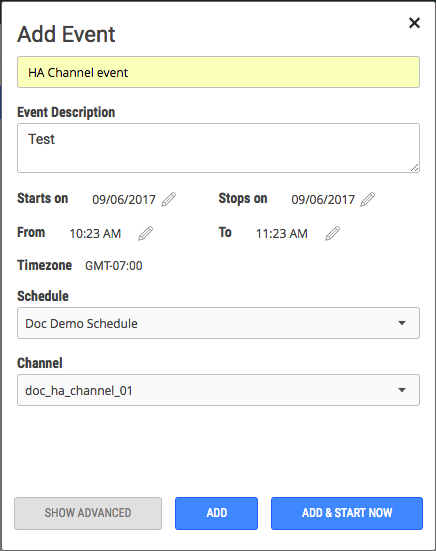 Add Event
HA Channel event
Event Description
Test
Starts on 09/06/2017 Stops on 09/06/2017
From 10:23 AM To 11:23 AM
Timezone GMT-07:00
Schedule
Doc Demo Schedule
Channel
doc_ha_channel_01
SHOW ADVANCED ADD ADD & START NOW